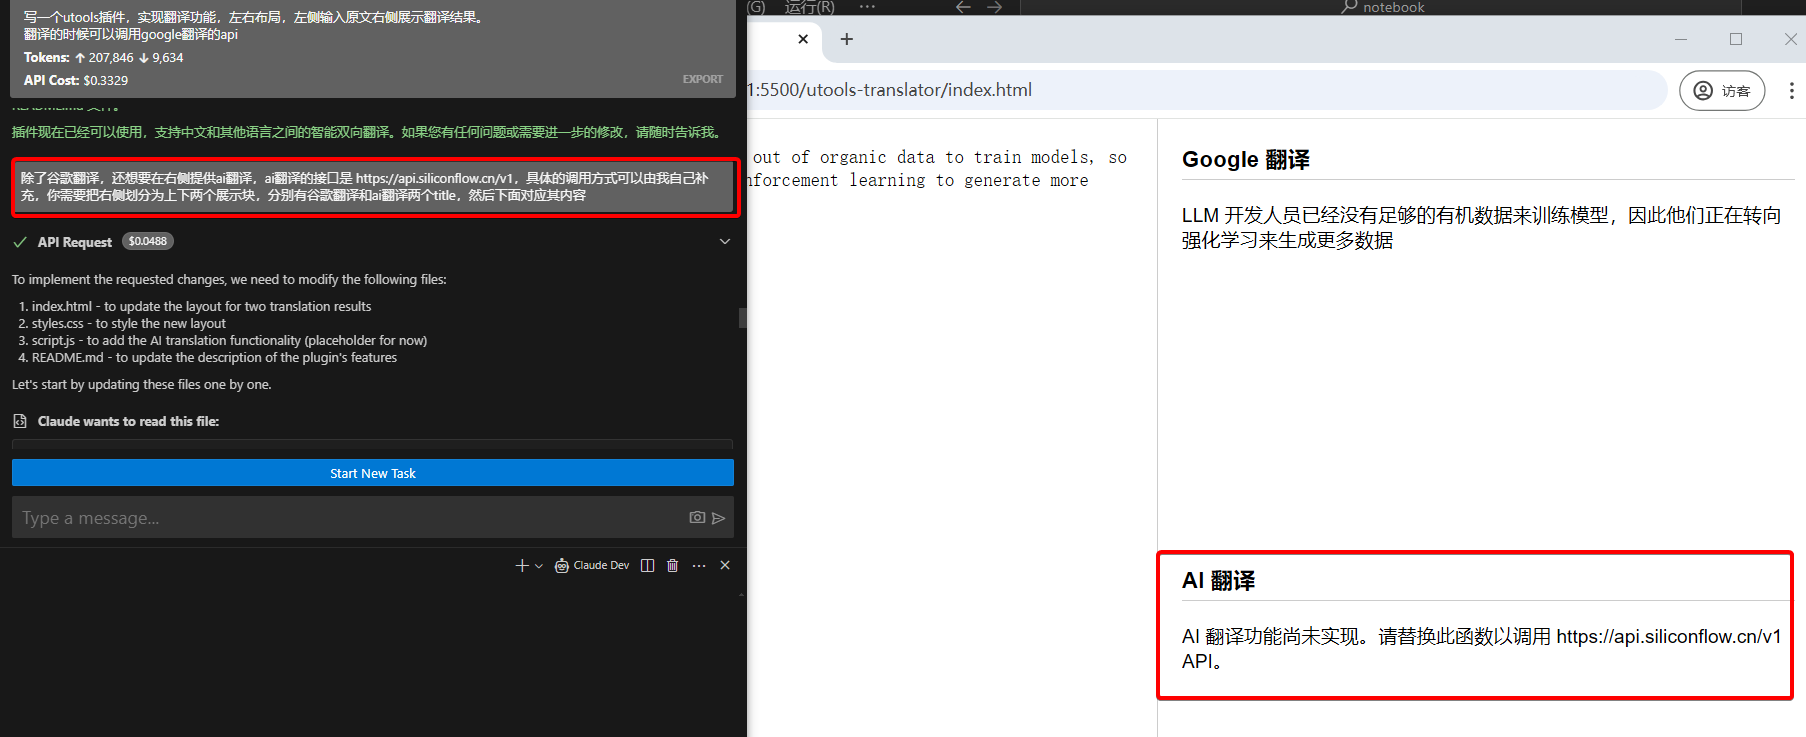 写一个utools插件，实现翻译功能，左右布局，左侧输入原文右侧展示翻译结果。
翻译的时候可以调用google翻译的api
Tokens: ↑ 207,846 ↓ 9,634
API Cost: $0.3329
EXPORT
插件现在已经可以使用，支持中文和其他语言之间的智能双向翻译。如果您有任何问题或需要进一步的修改，请随时告诉我。
除了谷歌翻译，还想要在右侧提供ai翻译，ai翻译的接口是 https://api.siliconflow.cn/v1，具体的调用方式可以由我自己补
充，你需要把右侧划分为上下两个展示块，分别有谷歌翻译和ai翻译两个title，然后下面对应其内容
API Request $0.0488
To implement the requested changes, we need to modify the following files:
1. index.html - to update the layout for two translation results
2. styles.css - to style the new layout
3. script.js - to add the AI translation functionality (placeholder for now)
4. README.md - to update the description of the plugin's features
Let's start by updating these files one by one.
Claude wants to read this file:
Start New Task
Type a message...
Claude Dev
(G) 运行(R) ···
notebook
1:5500/utools-translator/index.html
访客
out of organic data to train models, so
nforcement learning to generate more
Google 翻译
LLM 开发人员已经没有足够的有机数据来训练模型，因此他们正在转向
强化学习来生成更多数据
AI 翻译
AI 翻译功能尚未实现。请替换此函数以调用 https://api.siliconflow.cn/v1
API。